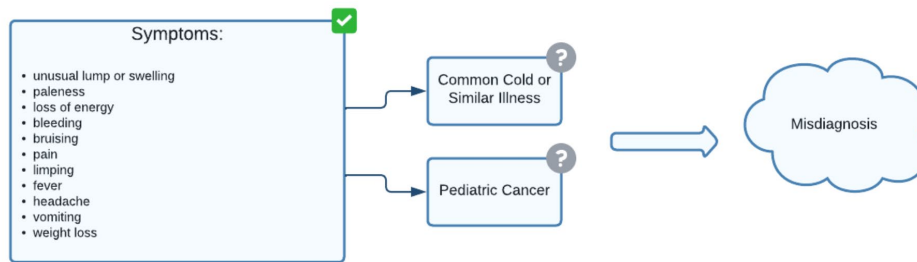 Symptoms:
• unusual lump or swelling
• paleness
• loss of energy
• bleeding
• bruising
• pain
• limping
• fever
• headache
• vomiting
• weight loss
?
Common Cold or
Similar Illness
?
Pediatric Cancer
Misdiagnosis